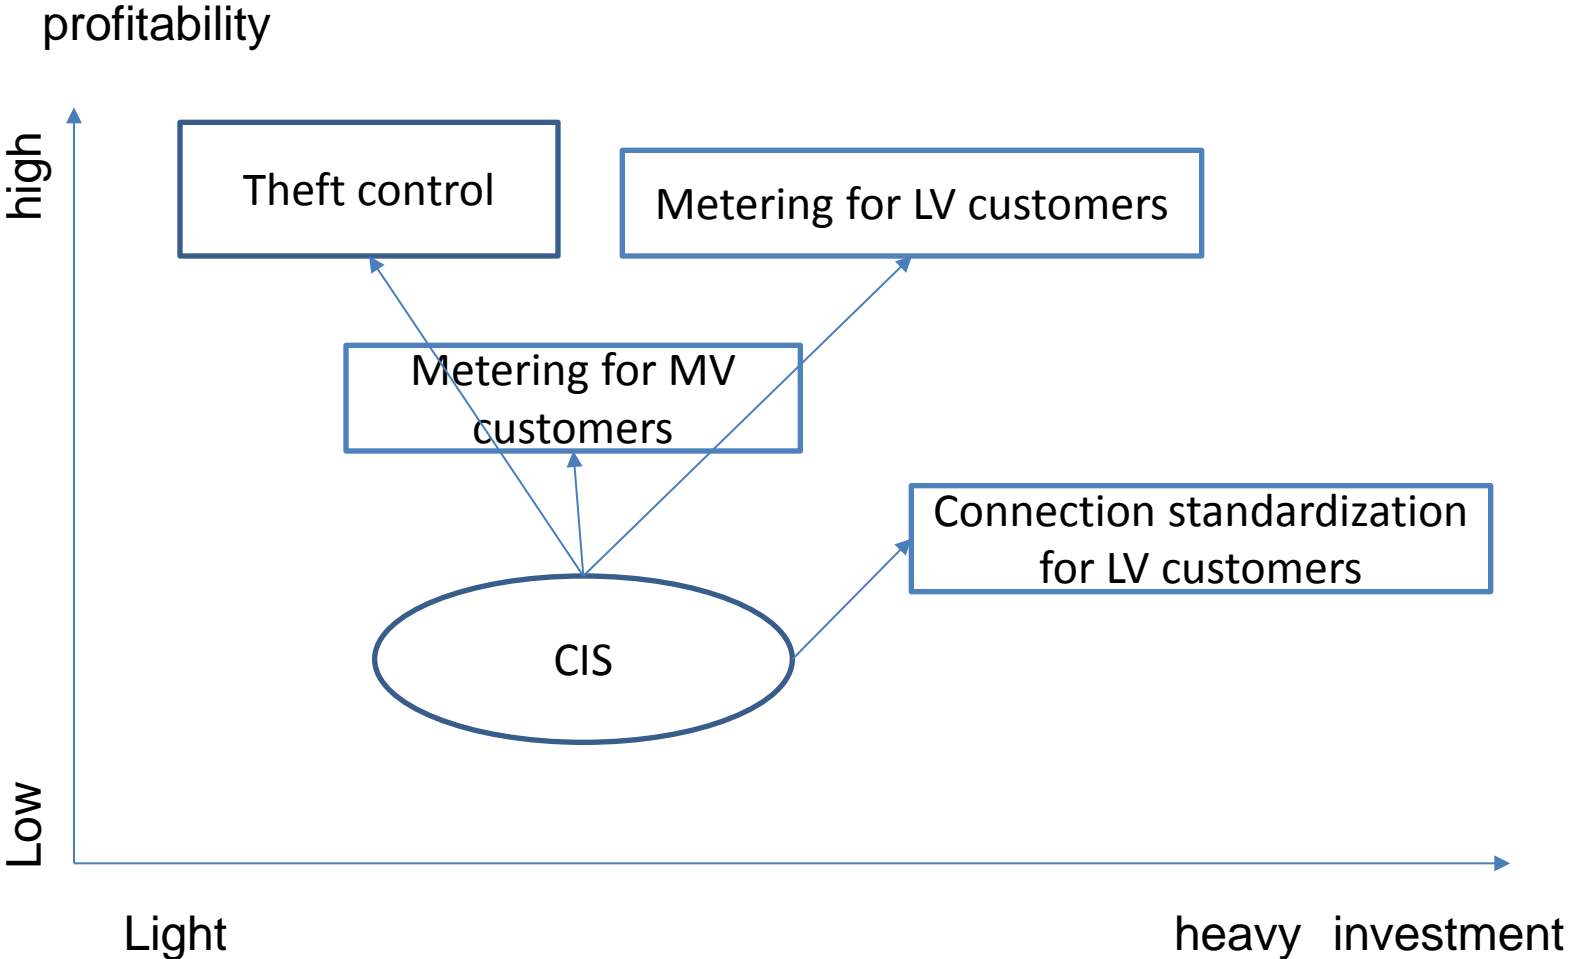 profitability
high
Theft control
Metering for LV customers
Metering for MV
customers
Connection standardization
for LV customers
CIS
Low
Light
heavy investment